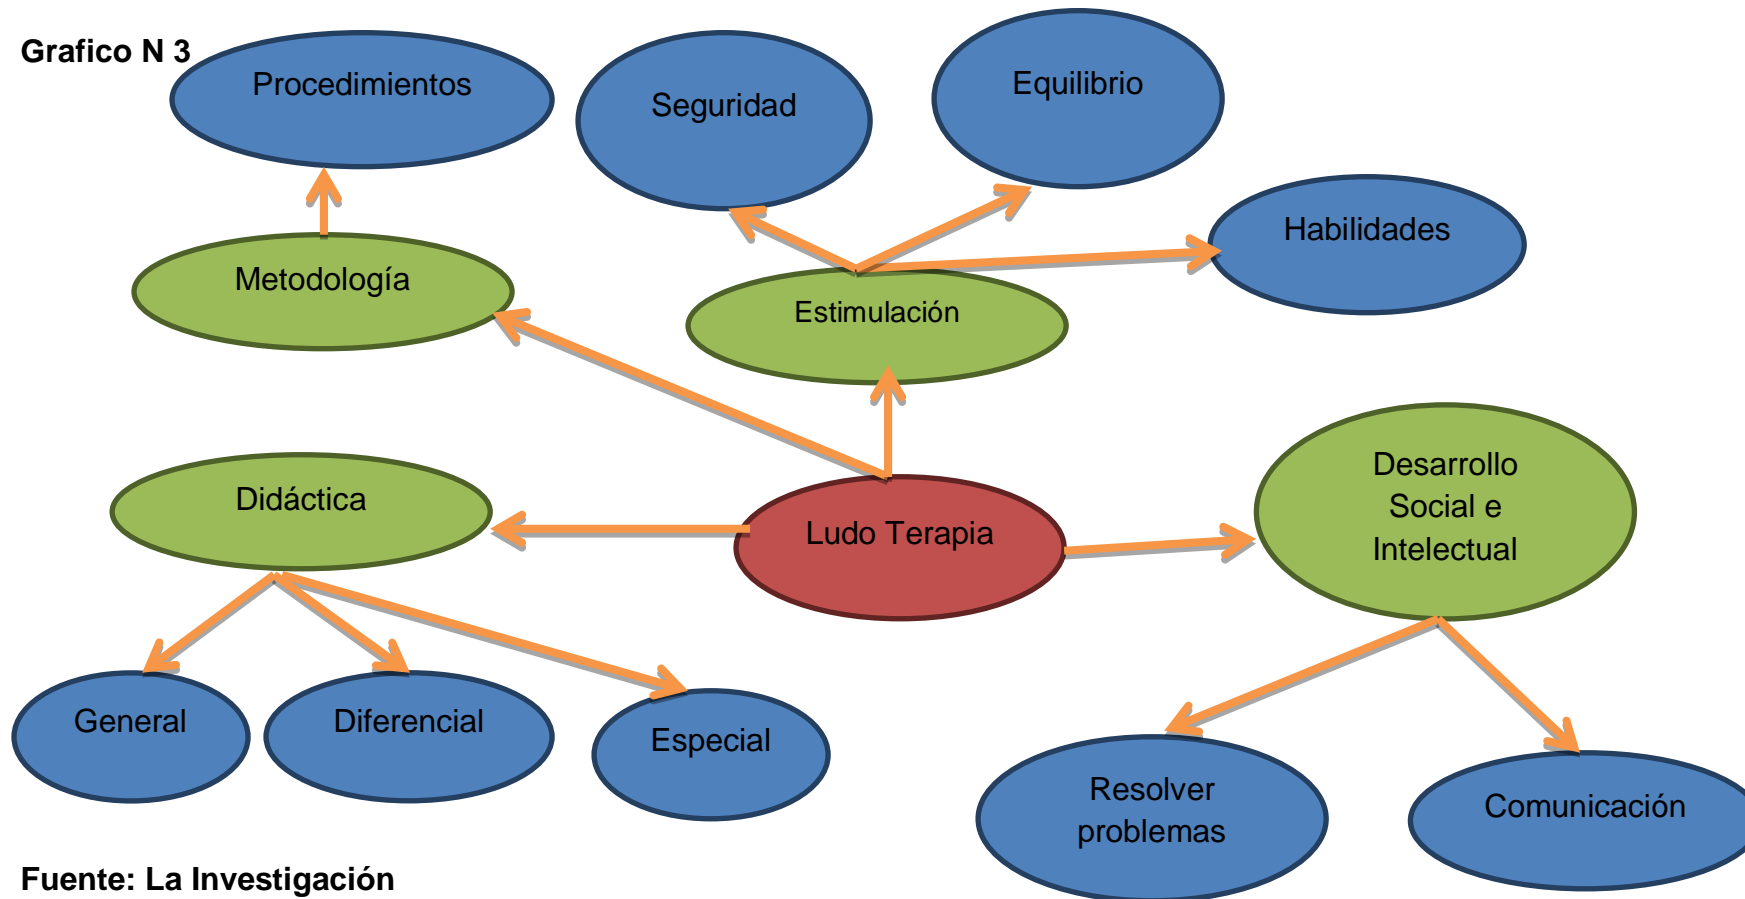 Grafico N 3
Procedimientos
Seguridad
Equilibrio
Habilidades
Metodología
Estimulación
Didáctica
Ludo Terapia
Desarrollo
Social e
Intelectual
General
Diferencial
Especial
Resolver
problemas
Comunicación
Fuente: La Investigación